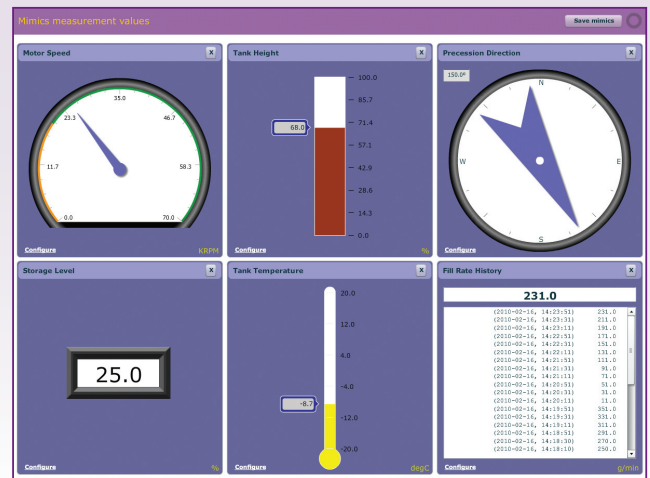 Mimics measurement values
Save mimics
Motor Speed
X
35.0
23.3
46.7
11.7
58.3
0.0
70.0
Configure
KRPM
Tank Height
X
100.0
85.7
71.4
68.0
57.1
42.9
28.6
14.3
0.0
Configure
%
Precession Direction
X
150.0º
N
W
E
S
Configure
Storage Level
X
25.0
Configure
%
Tank Temperature
X
20.0
12.0
4.0
-4.0
-8.7
-12.0
-20.0
Configure
degC
Fill Rate History
X
231.0
(2010-02-16, 14:23:51) 231.0
(2010-02-16, 14:23:31) 211.0
(2010-02-16, 14:23:11) 191.0
(2010-02-16, 14:22:51) 171.0
(2010-02-16, 14:22:31) 151.0
(2010-02-16, 14:22:11) 131.0
(2010-02-16, 14:21:51) 111.0
(2010-02-16, 14:21:31) 91.0
(2010-02-16, 14:21:11) 71.0
(2010-02-16, 14:20:51) 51.0
(2010-02-16, 14:20:31) 31.0
(2010-02-16, 14:20:11) 11.0
(2010-02-16, 14:19:51) 351.0
(2010-02-16, 14:19:31) 331.0
(2010-02-16, 14:19:11) 311.0
(2010-02-16, 14:18:51) 291.0
(2010-02-16, 14:18:30) 270.0
(2010-02-16, 14:18:10) 250.0
Configure
g/min